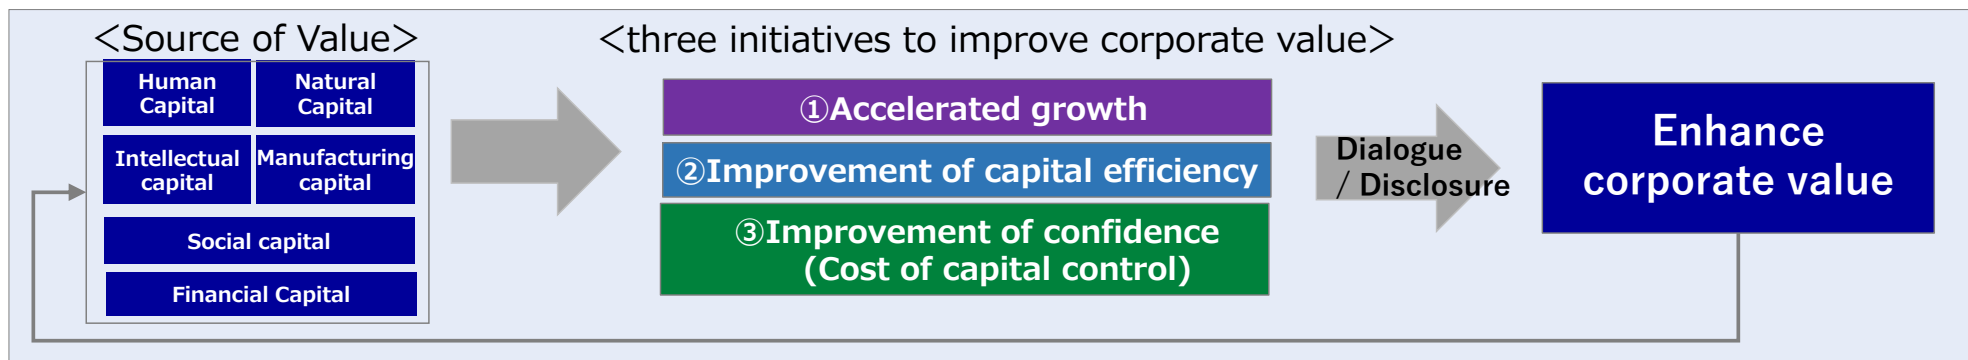 ＜Source of Value＞
Human
Capital
Natural
Capital
Intellectual
capital
Manufacturing
capital
Social capital
Financial Capital
＜three initiatives to improve corporate value＞
①Accelerated growth
②Improvement of capital efficiency
③Improvement of confidence
(Cost of capital control)
Dialogue
/ Disclosure
Enhance
corporate value